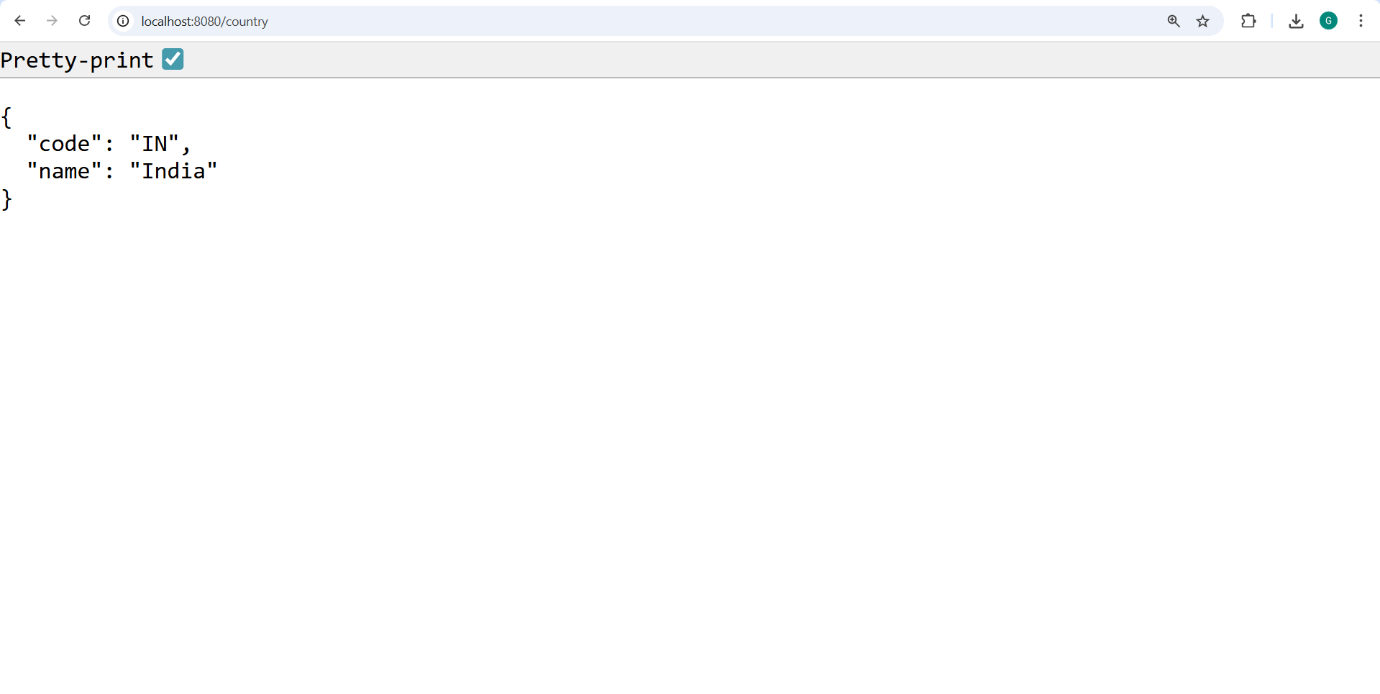 localhost:8080/country
G
Pretty-print
{
  "code": "IN",
  "name": "India"
}